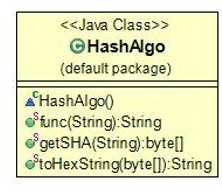 <<Java Class>>
HashAlgo
(default package)
HashAlgo()
func(String):String
getSHA(String):byte[]
toHexString(byte[]):String